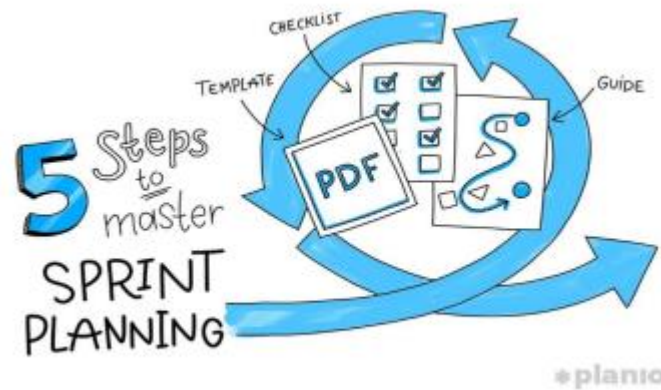 5 Steps
to
master
SPRINT
PLANNING
TEMPLATE
CHECKLIST
GUIDE
PDF
planio